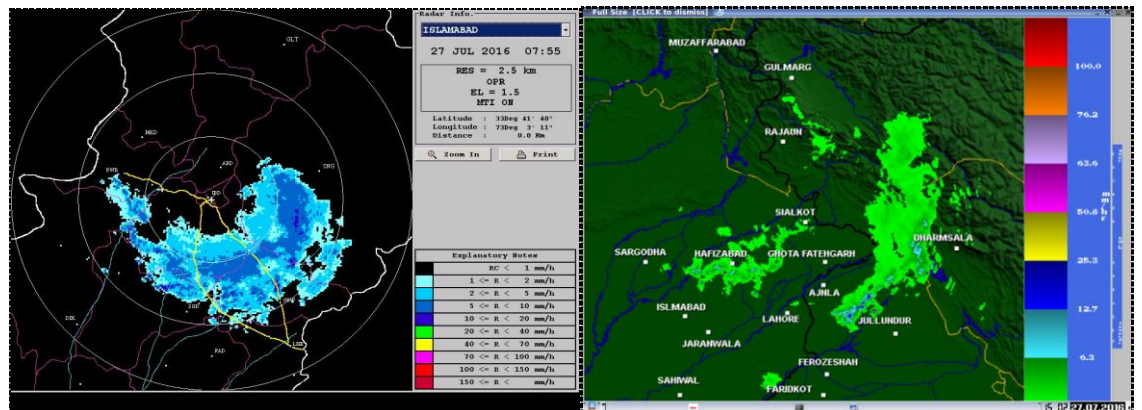 Radar Info.
ISLAMABAD
27 JUL 2016 07:55
RES = 2.5 km
OPR
EL = 1.5
MTI ON
Latitude : 33Deg 41' 40"
Longitude : 73Deg 3' 11"
Distance : 0.0 Km
Zoom In
Print
Explanatory Notes
RC < 1 mm/h
1 <= R < 2 mm/h
2 <= R < 5 mm/h
5 <= R < 10 mm/h
10 <= R < 20 mm/h
20 <= R < 40 mm/h
40 <= R < 70 mm/h
70 <= R < 100 mm/h
100 <= R < 150 mm/h
150 <= R < mm/h
GLT
MRD
PWR
SNG
DIK
FAD
LHR
Full Size [CLICK to dismiss]
MUZAFFARABAD
GULMARG
RAJABN
SIALKOT
DHARMSALA
SARGODHA
HAFIZABAD
GHOTA FATEHGARH
AJNLA
ISLMABAD
LAHORE
JULLUNDUR
JARANWALA
FEROZESHAH
SAHIWAL
FARIDKOT
100.0
76.2
63.6
50.8
25.3
12.7
6.3
27.07.2016